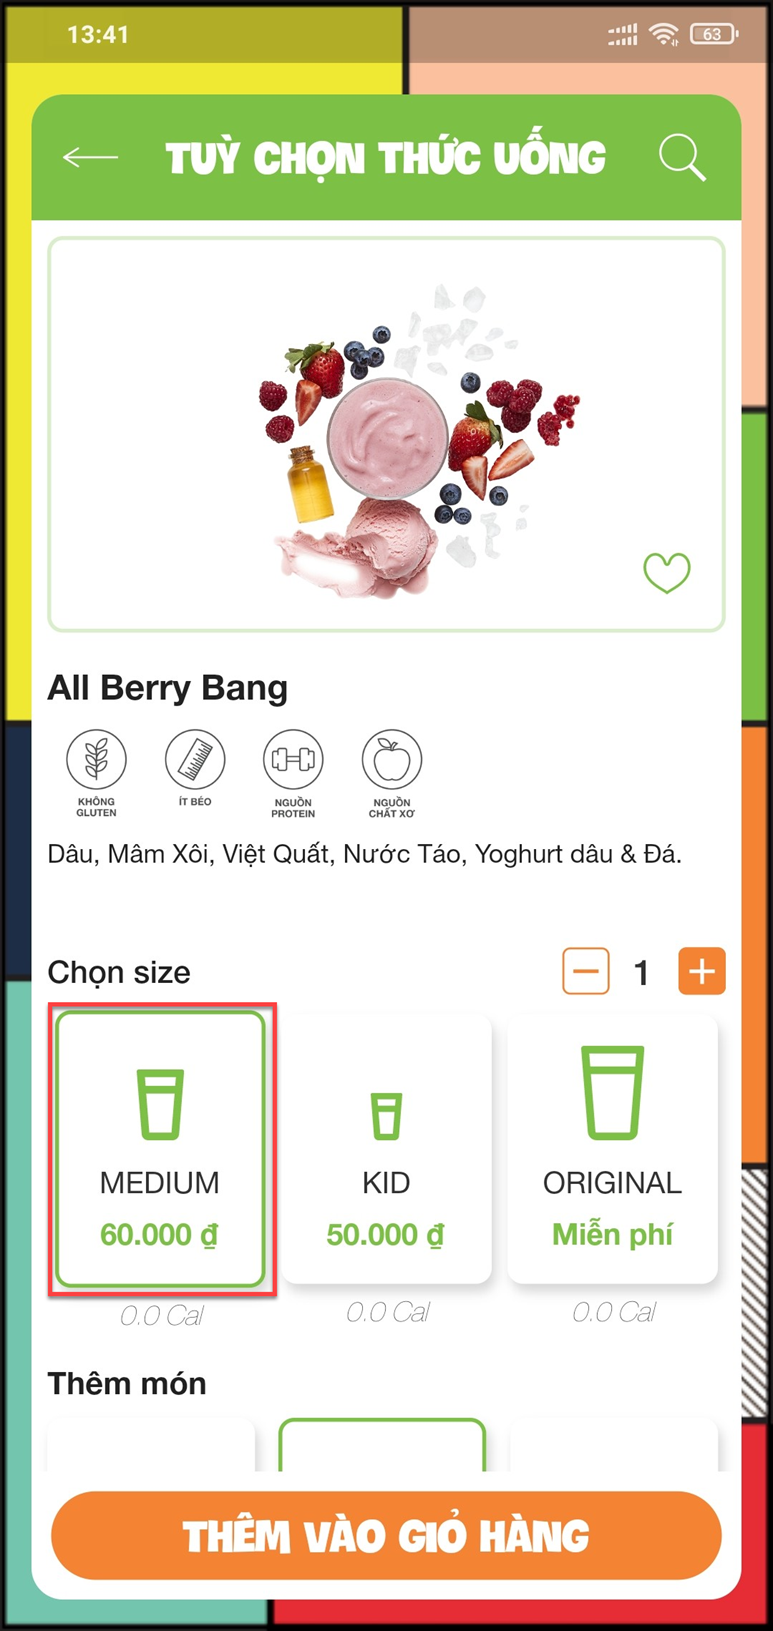 13:41
63
TUỲ CHỌN THỨC UỐNG
All Berry Bang
KHÔNG GLUTEN
ÍT BÉO
NGUỒN PROTEIN
NGUỒN CHẤT XƠ
Dâu, Mâm Xôi, Việt Quất, Nước Táo, Yoghurt dâu & Đá.
Chọn size
1
MEDIUM
60.000 ₫
0.0 Cal
KID
50.000 ₫
0.0 Cal
ORIGINAL
Miễn phí
0.0 Cal
Thêm món
THÊM VÀO GIỎ HÀNG